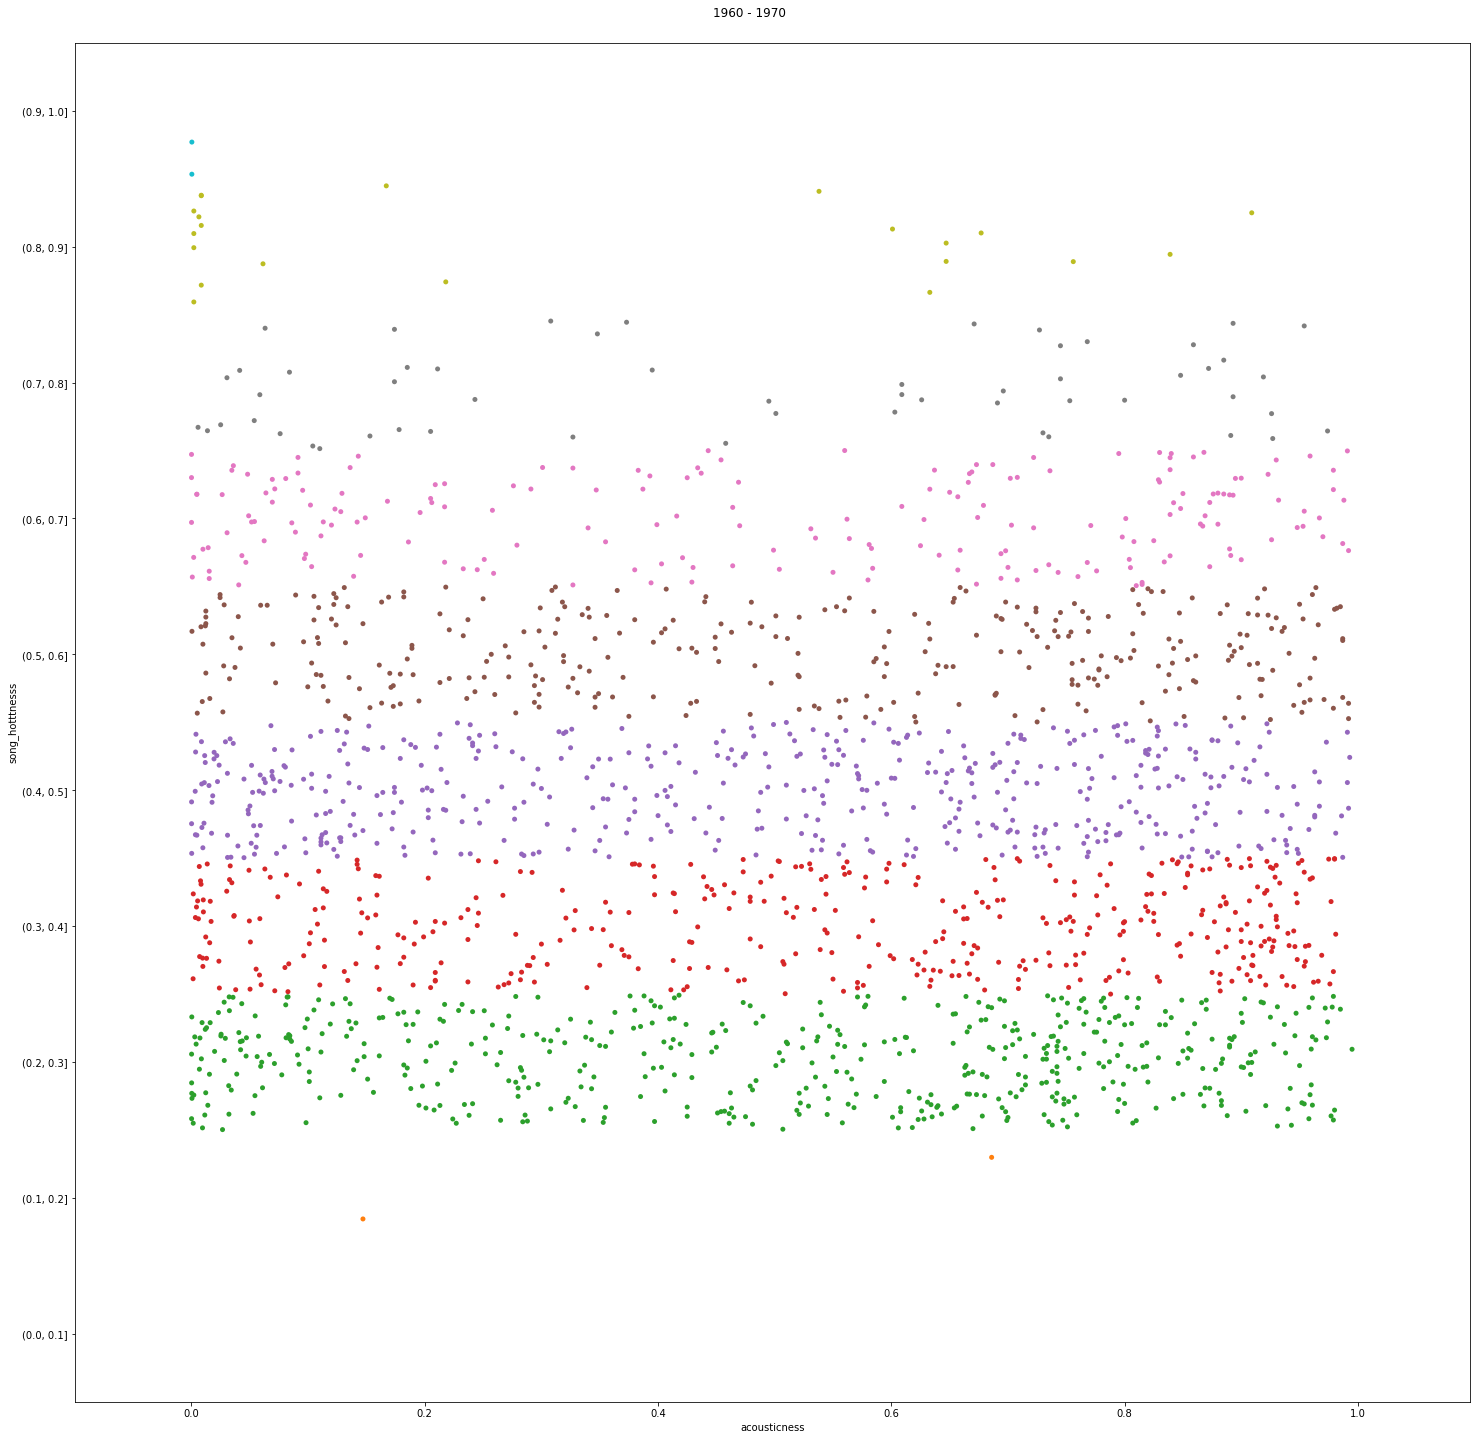 1960 - 1970
(0.9, 1.0]
(0.8, 0.9]
(0.7, 0.8]
(0.6, 0.7]
(0.5, 0.6]
(0.4, 0.5]
(0.3, 0.4]
(0.2, 0.3]
(0.1, 0.2]
(0.0, 0.1]
song_hotttnesss
0.0 0.2 0.4 0.6 0.8 1.0
acousticness